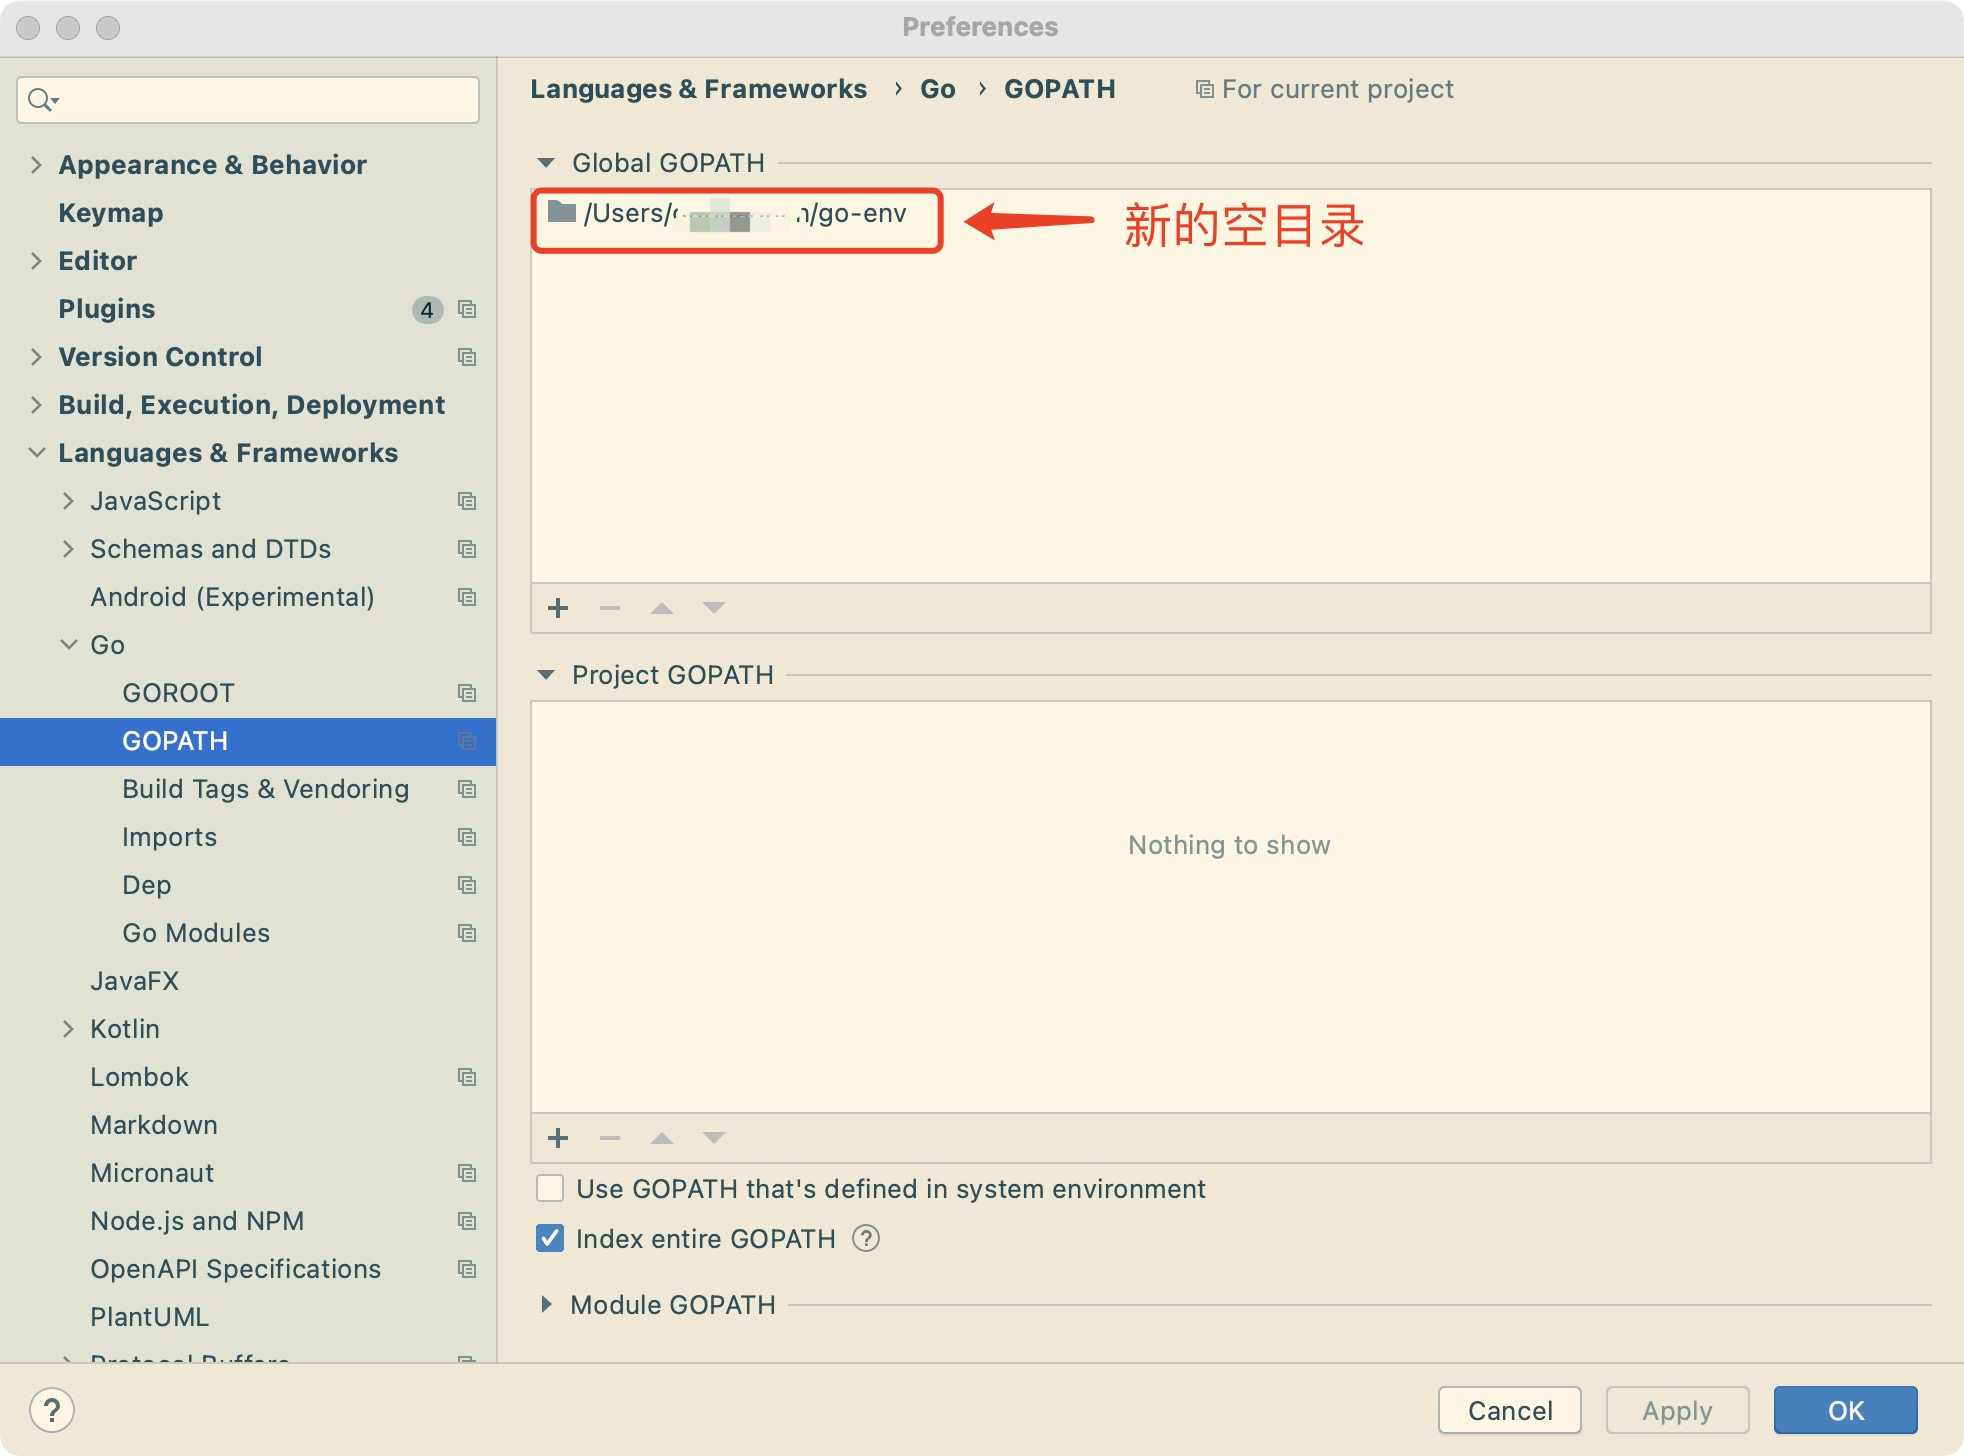 Preferences
Languages & Frameworks › Go › GOPATH For current project
Appearance & Behavior
Keymap
Editor
Plugins 4
Version Control
Build, Execution, Deployment
Languages & Frameworks
JavaScript
Schemas and DTDs
Android (Experimental)
Go
GOROOT
GOPATH
Build Tags & Vendoring
Imports
Dep
Go Modules
JavaFX
Kotlin
Lombok
Markdown
Micronaut
Node.js and NPM
OpenAPI Specifications
PlantUML
Protocol Buffers
Global GOPATH
/Users/ /go-env
新的空目录
Project GOPATH
Nothing to show
Use GOPATH that's defined in system environment
Index entire GOPATH ?
Module GOPATH
? Cancel Apply OK